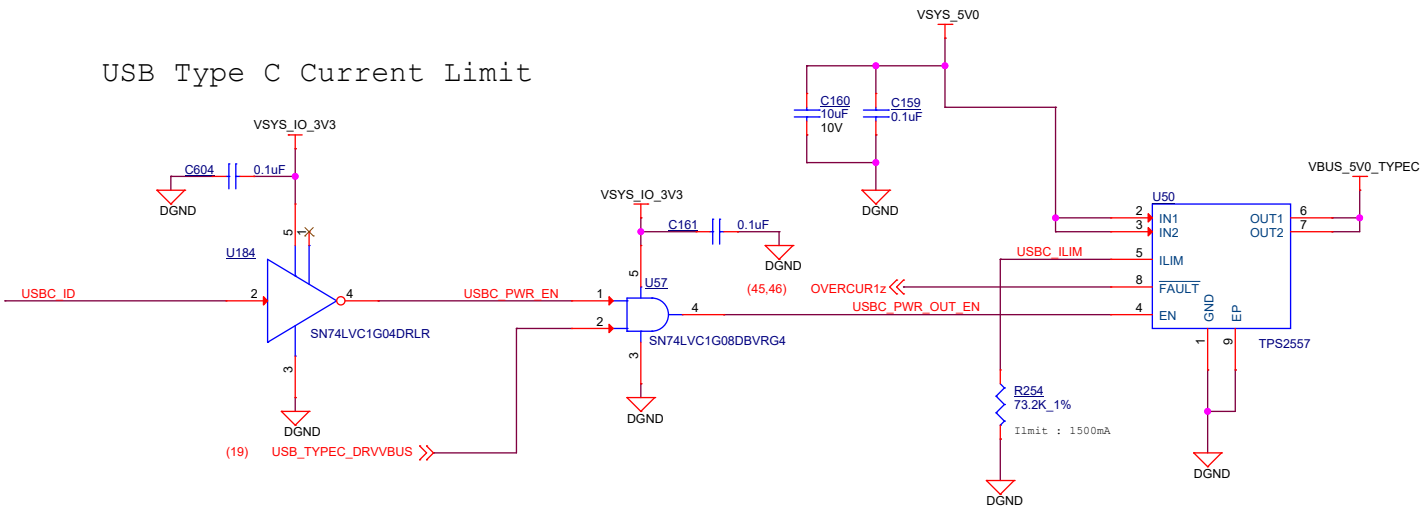 USB Type C Current Limit
VSYS_5V0
C160
10uF
10V
C159
0.1uF
DGND
VSYS_IO_3V3
C604
0.1uF
DGND
5
1
U184
USBC_ID
2
4
SN74LVC1G04DRLR
3
DGND
USBC_PWR_EN
VSYS_IO_3V3
C161
0.1uF
DGND
5
U57
1
2
4
SN74LVC1G08DBVRG4
3
DGND
(19) USB_TYPEC_DRVVBUS
(45,46) OVERCUR1z
USBC_PWR_OUT_EN
USBC_ILIM
VBUS_5V0_TYPEC
U50
2 IN1 OUT1 6
3 IN2 OUT2 7
5 ILIM
8 FAULT
4 EN
GND
EP
1
9
TPS2557
DGND
R254
73.2K_1%
Ilmit : 1500mA
DGND